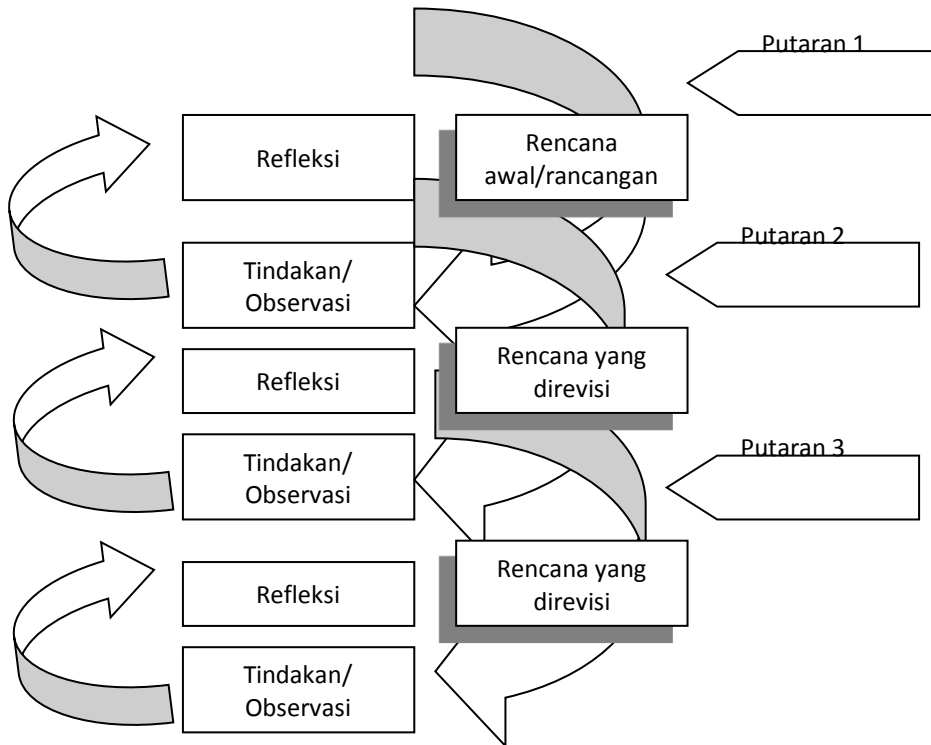 Putaran 1
Refleksi
Rencana
awal/rancangan
Putaran 2
Tindakan/
Observasi
Refleksi
Rencana yang
direvisi
Putaran 3
Tindakan/
Observasi
Refleksi
Rencana yang
direvisi
Tindakan/
Observasi